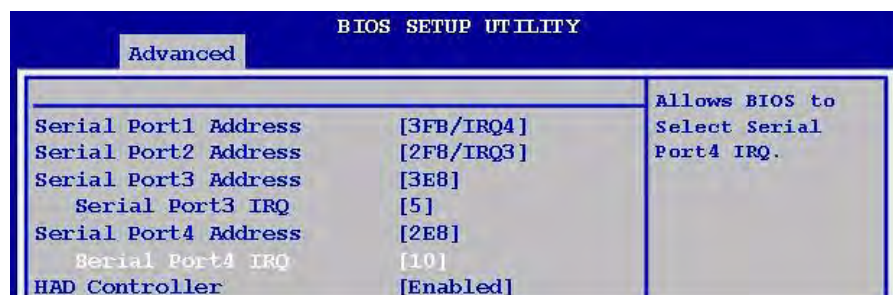 BIOS SETUP UTILITY
Advanced
Serial Port1 Address [3FB/IRQ4]
Serial Port2 Address [2F8/IRQ3]
Serial Port3 Address [3E8]
Serial Port3 IRQ [5]
Serial Port4 Address [2E8]
Serial Port4 IRQ [10]
HAD Controller [Enabled]
Allows BIOS to
Select Serial
Port4 IRQ.